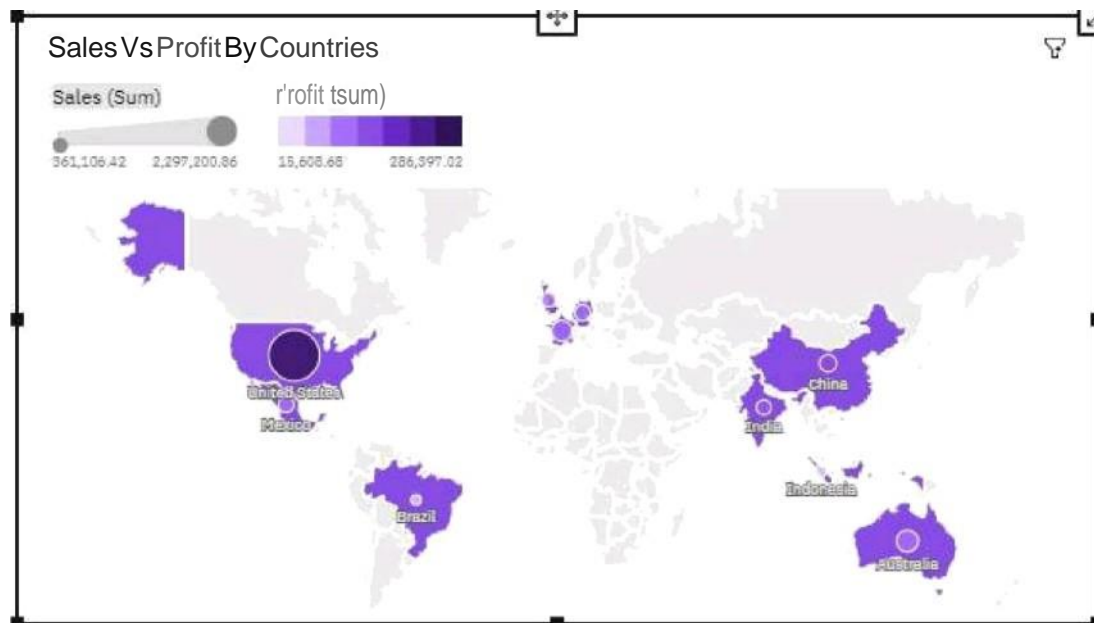 Sales Vs Profit By Countries
Sales (Sum)
r'rofit tsum)
361,106.42 2,297,200.86
15,608.68 286,397.02
United States
Mexico
China
India
Indonesia
Brazil
Australia